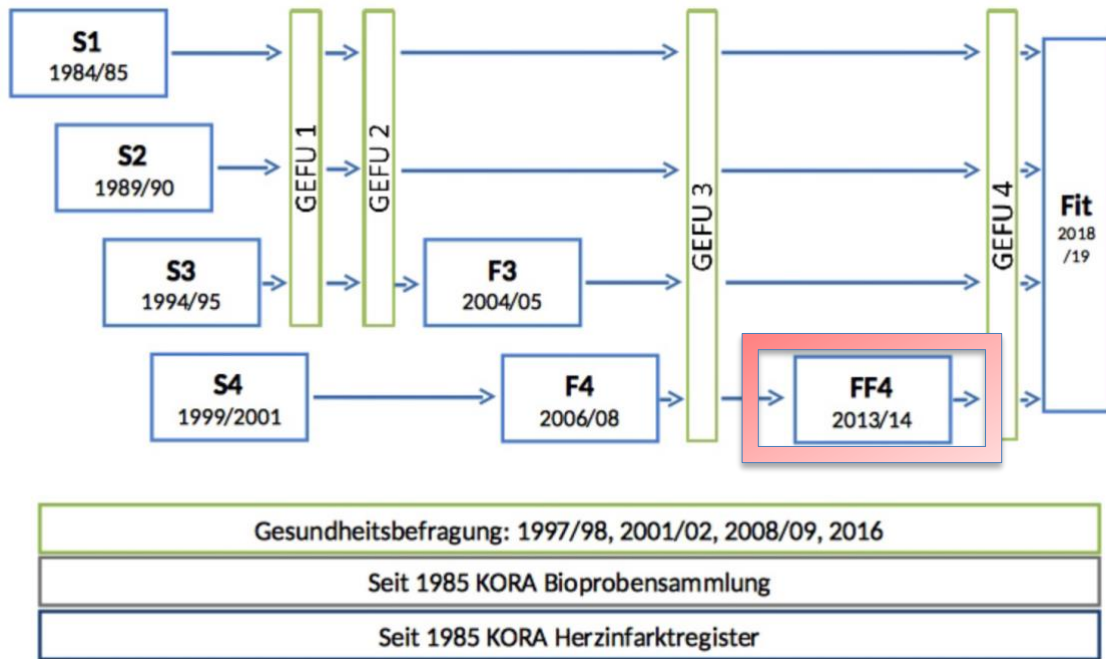 S1
1984/85
S2
1989/90
S3
1994/95
S4
1999/2001
GEFU 1
GEFU 2
F3
2004/05
F4
2006/08
GEFU 3
FF4
2013/14
GEFU 4
Fit
2018
/19
Gesundheitsbefragung: 1997/98, 2001/02, 2008/09, 2016
Seit 1985 KORA Bioprobensammlung
Seit 1985 KORA Herzinfarktregister